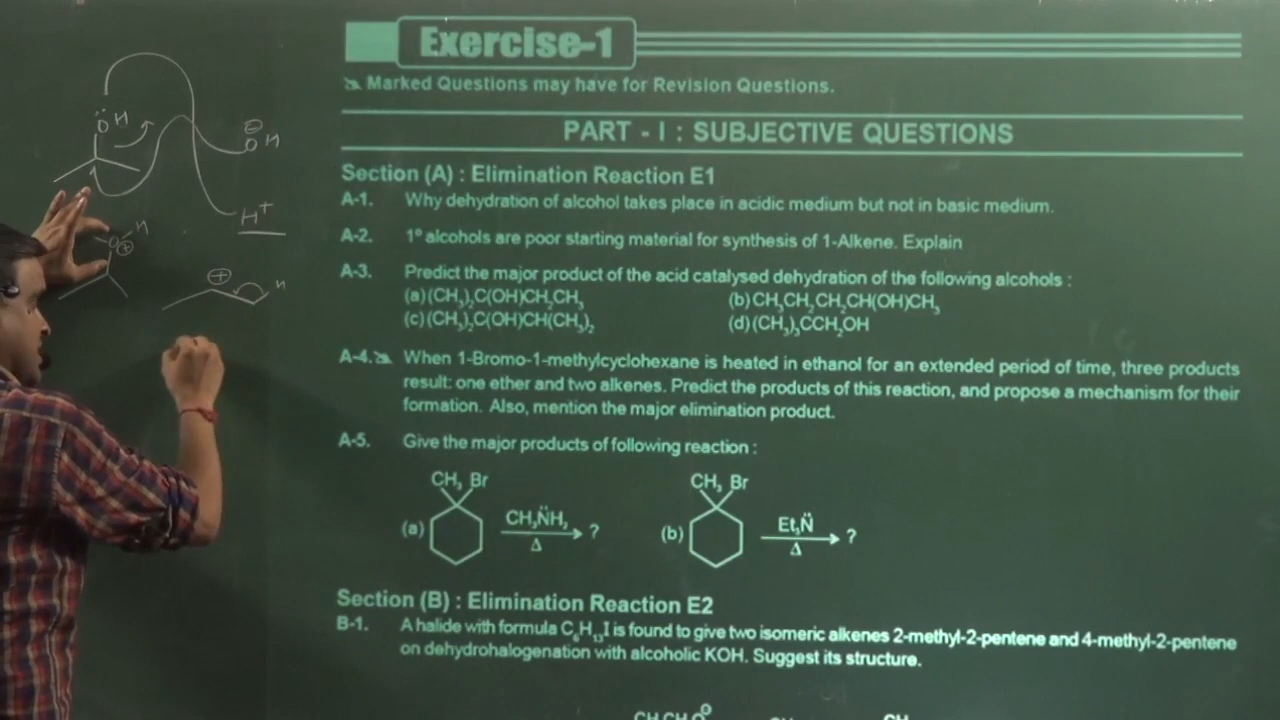 Exercise-1
Marked Questions may have for Revision Questions.
PART - I : SUBJECTIVE QUESTIONS
Section (A) : Elimination Reaction E1
A-1. Why dehydration of alcohol takes place in acidic medium but not in basic medium.
A-2. 1° alcohols are poor starting material for synthesis of 1-Alkene. Explain
A-3. Predict the major product of the acid catalysed dehydration of the following alcohols :
(a) (CH₃)₂C(OH)CH₂CH₃ (b) CH₃CH₂CH₂CH(OH)CH₃
(c) (CH₃)₂C(OH)CH(CH₃)₂ (d) (CH₃)₃CCH₂OH
A-4. When 1-Bromo-1-methylcyclohexane is heated in ethanol for an extended period of time, three products
result: one ether and two alkenes. Predict the products of this reaction, and propose a mechanism for their
formation. Also, mention the major elimination product.
A-5. Give the major products of following reaction :
CH₃ Br CH₃ Br
(a) CH₃N̈H₂ ? (b) Et₃N̈ ?
Δ Δ
Section (B) : Elimination Reaction E2
B-1. A halide with formula C₆H₁₃I is found to give two isomeric alkenes 2-methyl-2-pentene and 4-methyl-2-pentene
on dehydrohalogenation with alcoholic KOH. Suggest its structure.
ÖH
⊖
OH
H⁺
H
⊕
⊕
H